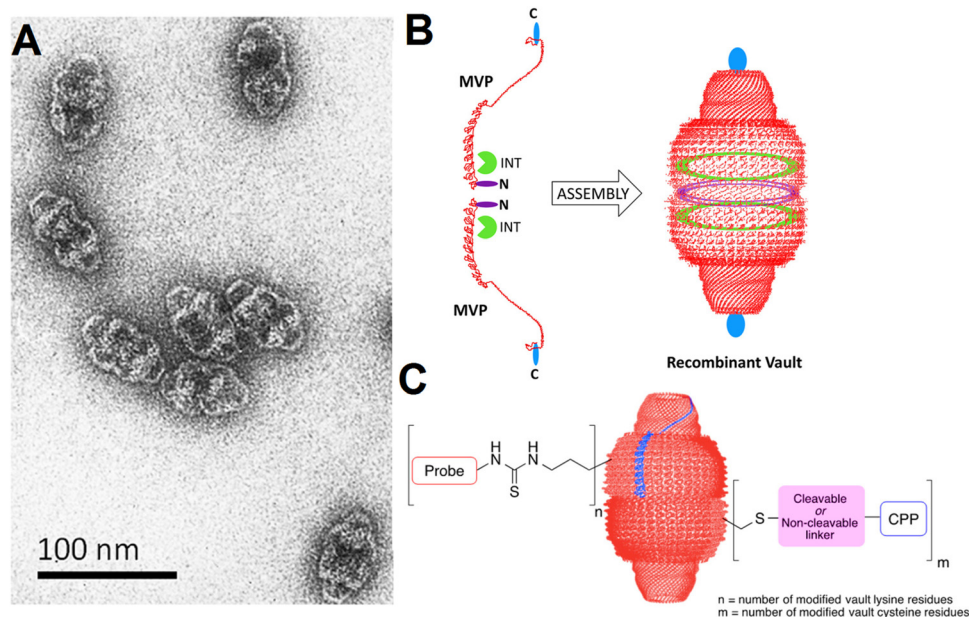 A
100 nm
B
C
MVP
INT
N
N
INT
MVP
C
ASSEMBLY
Recombinant Vault
C
Probe
H
N
H
N
S
n
S
Cleavable
or
Non-cleavable
linker
CPP
m
n = number of modified vault lysine residues
m = number of modified vault cysteine residues